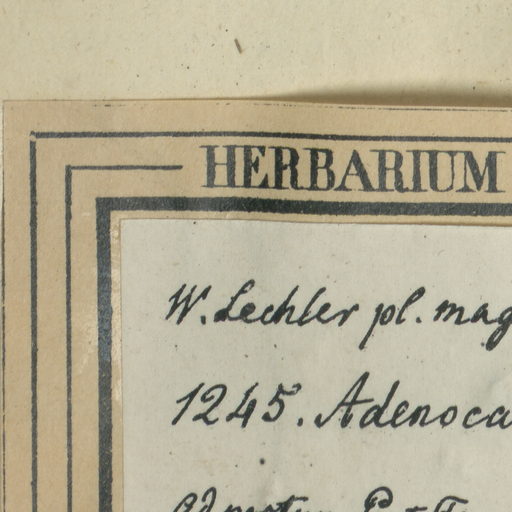 HERBARIUM
W. Lechler pl. mag
1245. Adenoca